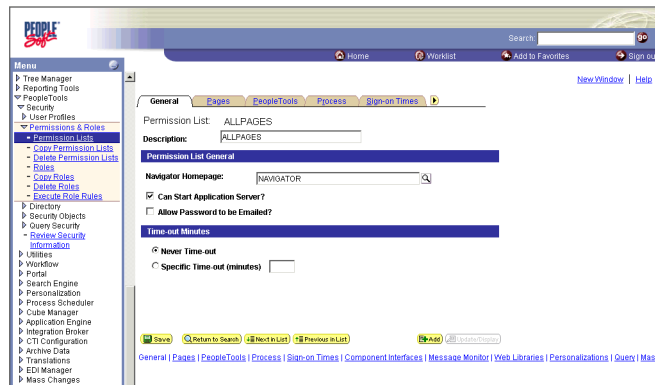 PEOPLE
Soft
Search:
go
Home
Worklist
Add to Favorites
Sign ou
Menu
New Window | Help
Tree Manager
Reporting Tools
PeopleTools
Security
User Profiles
Permissions & Roles
- Permission Lists
- Copy Permission Lists
- Delete Permission Lists
- Roles
- Copy Roles
- Delete Roles
- Execute Role Rules
Directory
Security Objects
Query Security
- Review Security
Information
Utilities
Workflow
Portal
Search Engine
Personalization
Process Scheduler
Cube Manager
Application Engine
Integration Broker
CTI Configuration
Archive Data
Translations
EDI Manager
Mass Changes
General
Pages
PeopleTools
Process
Sign-on Times
Permission List: ALLPAGES
Description: ALLPAGES
Permission List General
Navigator Homepage: NAVIGATOR
Can Start Application Server?
Allow Password to be Emailed?
Time-out Minutes
Never Time-out
Specific Time-out (minutes)
Save
Return to Search
Next in List
Previous in List
Add
Update/Display
General | Pages | PeopleTools | Process | Sign-on Times | Component Interfaces | Message Monitor | Web Libraries | Personalizations | Query | Mas